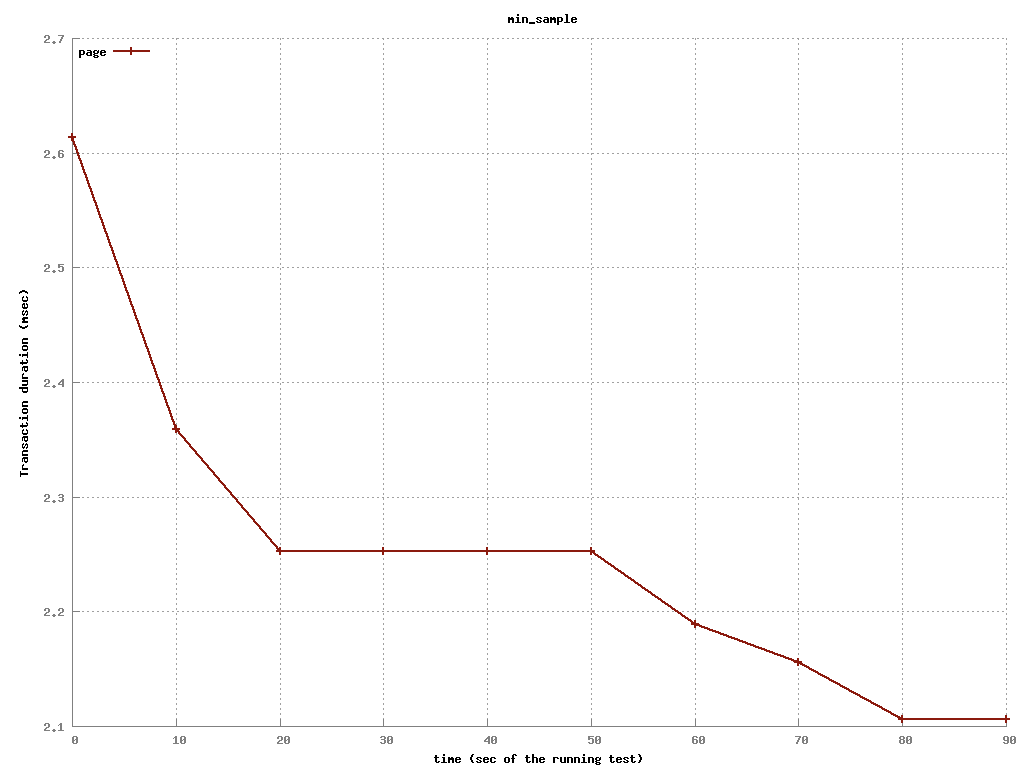 min_sample
page
2.7
2.6
2.5
2.4
2.3
2.2
2.1
Transaction duration (msec)
0 10 20 30 40 50 60 70 80 90
time (sec of the running test)